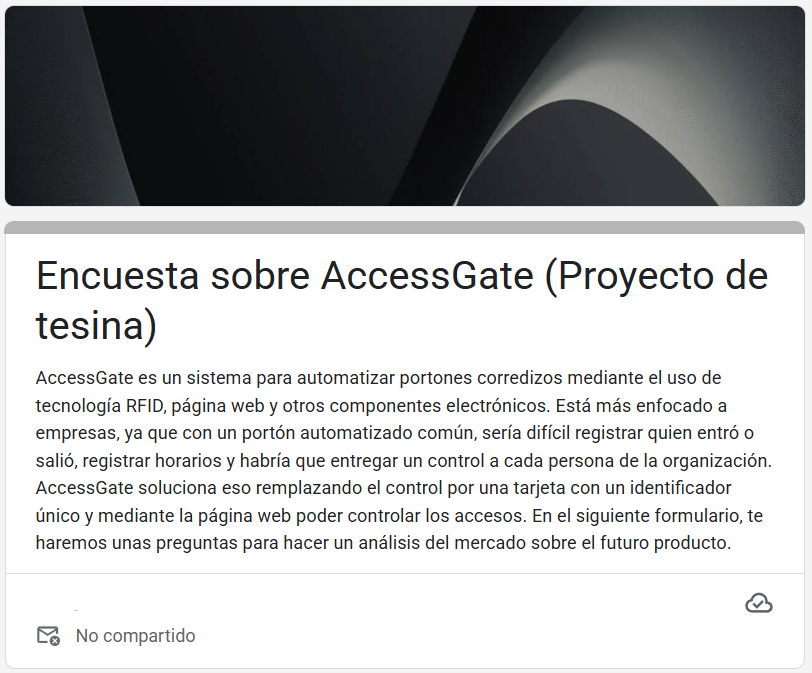 Encuesta sobre AccessGate (Proyecto de
tesina)
AccessGate es un sistema para automatizar portones corredizos mediante el uso de
tecnología RFID, página web y otros componentes electrónicos. Está más enfocado a
empresas, ya que con un portón automatizado común, sería difícil registrar quien entró o
salió, registrar horarios y habría que entregar un control a cada persona de la organización.
AccessGate soluciona eso remplazando el control por una tarjeta con un identificador
único y mediante la página web poder controlar los accesos. En el siguiente formulario, te
haremos unas preguntas para hacer un análisis del mercado sobre el futuro producto.
No compartido